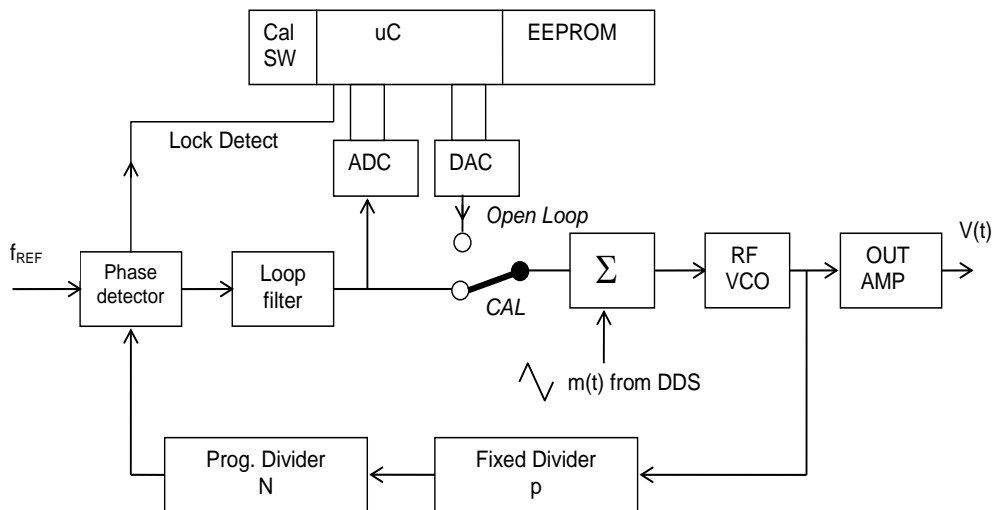 Cal
SW
uC
EEPROM
Lock Detect
ADC
DAC
Open Loop
V(t)
fREF
Phase
detector
Loop
filter
CAL
Σ
RF
VCO
OUT
AMP
m(t) from DDS
Prog. Divider
N
Fixed Divider
p